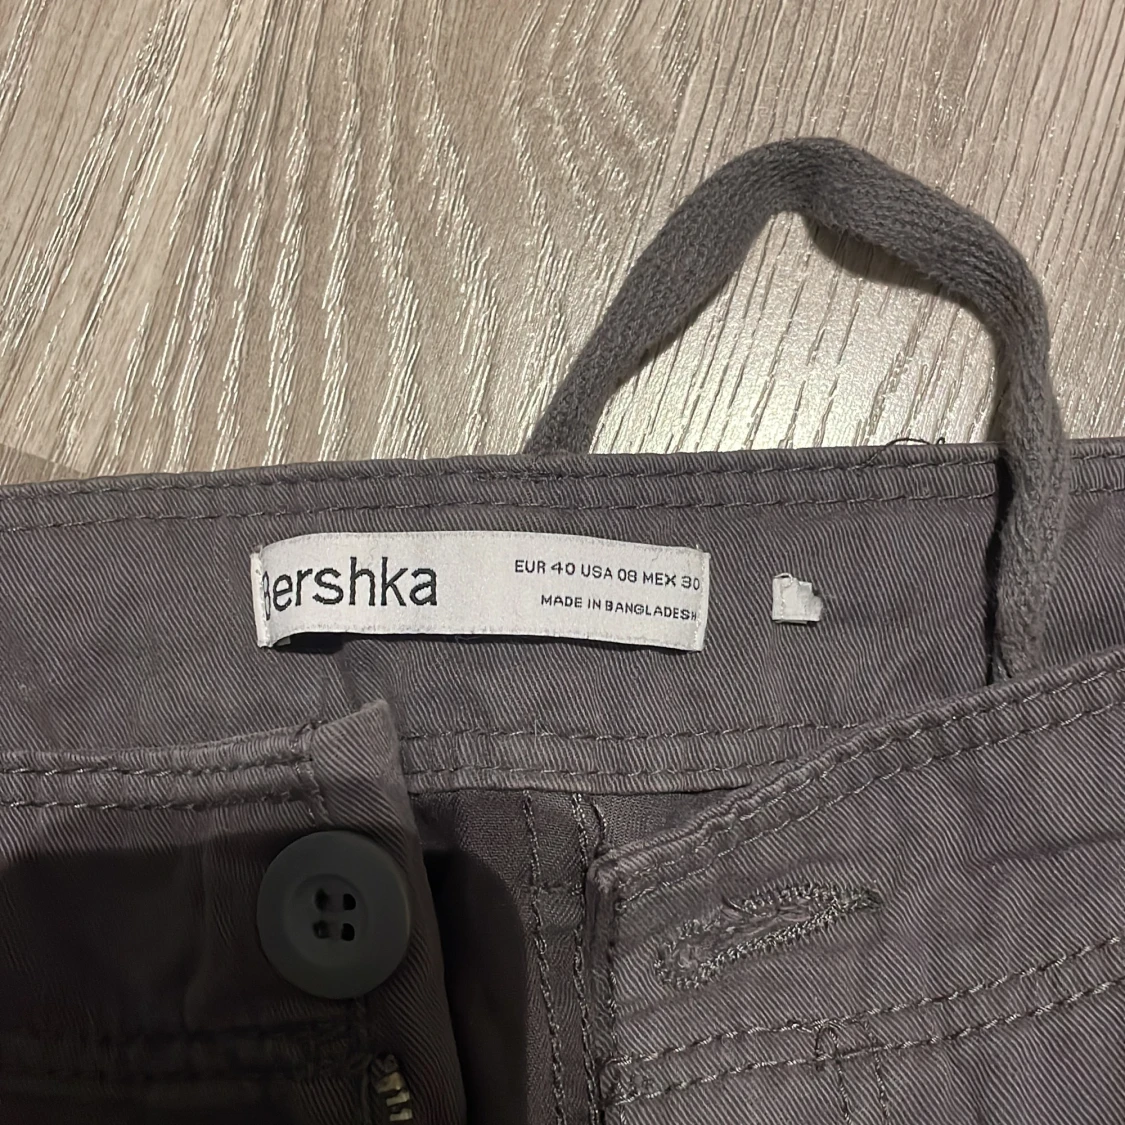 Bershka
EUR 40 USA 08 MEX 30
MADE IN BANGLADESH